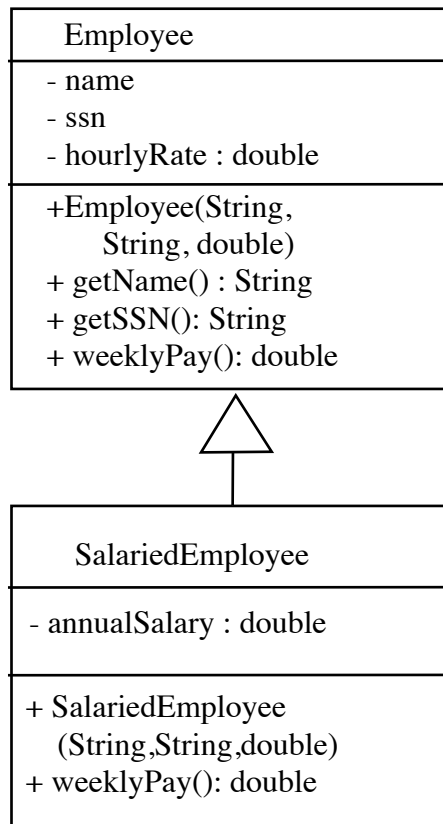 Employee
- name
- ssn
- hourlyRate : double
+Employee(String,
String, double)
+ getName() : String
+ getSSN(): String
+ weeklyPay(): double
SalariedEmployee
- annualSalary : double
+ SalariedEmployee
(String,String,double)
+ weeklyPay(): double